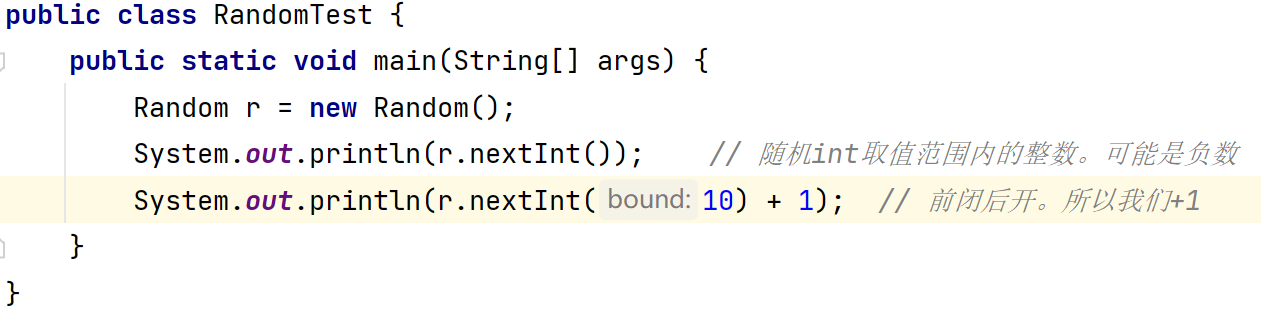 public class RandomTest {
public static void main(String[] args) {
Random r = new Random();
System.out.println(r.nextInt()); // 随机int取值范围内的整数。可能是负数
System.out.println(r.nextInt( bound: 10) + 1); // 前闭后开。所以我们+1
}
}